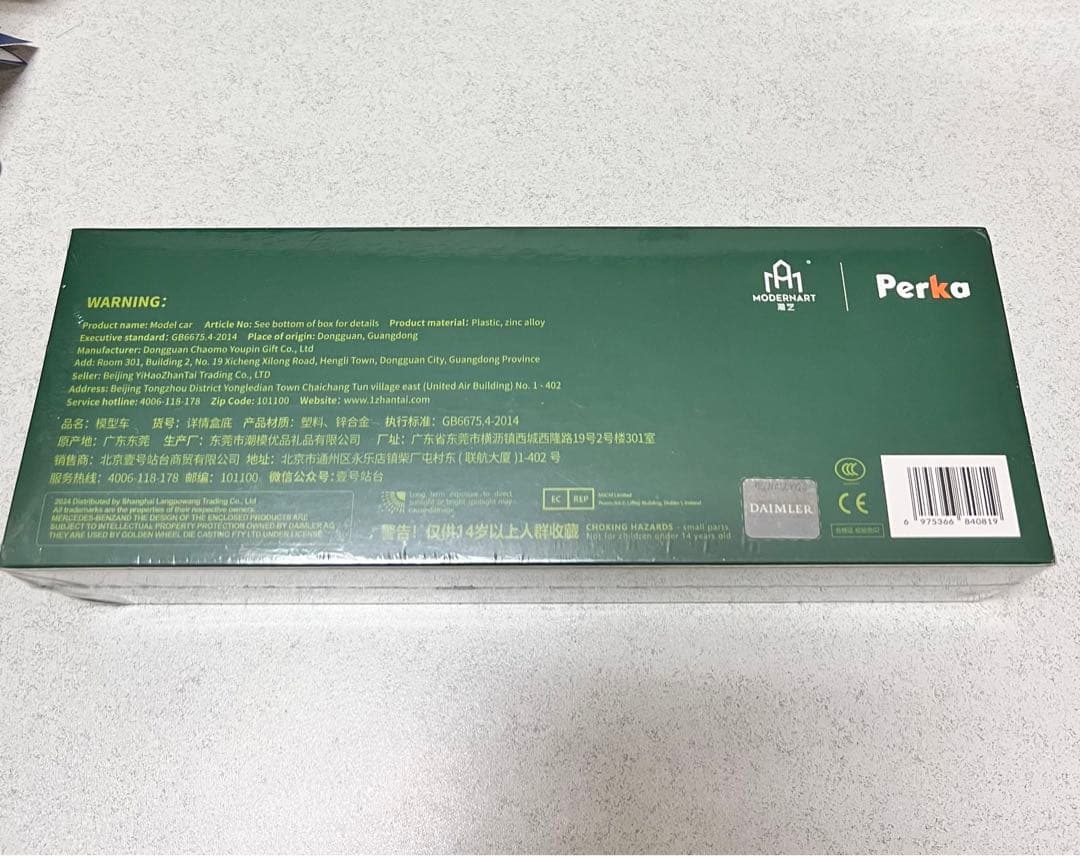 MODERNART
潮艺
Perka
WARNING:
Product name: Model car Article No: See bottom of box for details Product material: Plastic, zinc alloy
Executive standard: GB6675.4-2014 Place of origin: Dongguan, Guangdong
Manufacturer: Dongguan Chaomo Youpin Gift Co., Ltd
Add: Room 301, Building 2, No. 19 Xicheng Xilong Road, Hengli Town, Dongguan City, Guangdong Province
Seller: Beijing YiHaoZhanTai Trading Co., LTD
Address: Beijing Tongzhou District Yongledian Town Chaichang Tun village east (United Air Building) No. 1 - 402
Service hotline: 4006-118-178 Zip Code: 101100 Website: www.1zhantai.com
品名：模型车 货号：详情盒底 产品材质：塑料、锌合金 执行标准：GB6675.4-2014
原产地：广东东莞 生产厂：东莞市潮模优品礼品有限公司 厂址：广东省东莞市横沥镇西城西隆路19号2号楼301室
销售商：北京壹号站台商贸有限公司 地址：北京市通州区永乐店镇柴厂屯村东（联航大厦）1-402 号
服务热线：4006-118-178 邮编：101100 微信公众号：壹号站台
2024 Distributed by Shanghai Langpowang Trading Co., Ltd
All trademarks are the properties of their respective owners.
MERCEDES-BENZAND THE DESIGN OF THE ENCLOSED PRODUCTS ARE
SUBJECT TO INTELLECTUAL PROPERTY PROTECTION OWNED BY DAIMLER AG
THEY ARE USED BY GOLDEN WHEEL DIE CASTING FTY LTD UNDER LICENSE
Long term exposure to direct
sunlight or bright spotlight may
EC REP
警告！仅供14岁以上人群收藏
CHOKING HAZARDS - small parts
Not for children under 14 years old
DAIMLER
CCC
CE
6 975366 840819